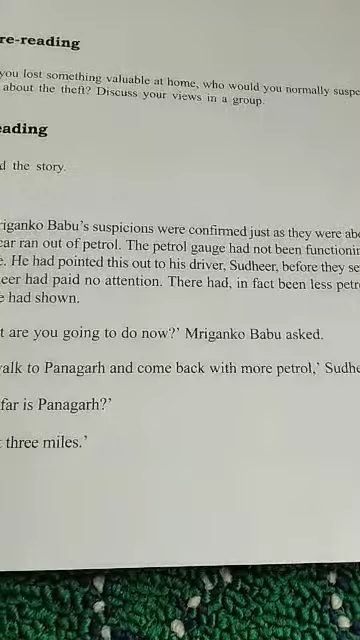 re-reading
you lost something valuable at home, who would you normally suspe
about the theft? Discuss your views in a group.
eading
d the story.
riganko Babu's suspicions were confirmed just as they were abo
car ran out of petrol. The petrol gauge had not been functionin
e. He had pointed this out to his driver, Sudheer, before they se
eer had paid no attention. There had, in fact been less petr
e had shown.
t are you going to do now?' Mriganko Babu asked.
valk to Panagarh and come back with more petrol,' Sudhe
far is Panagarh?'
t three miles.'